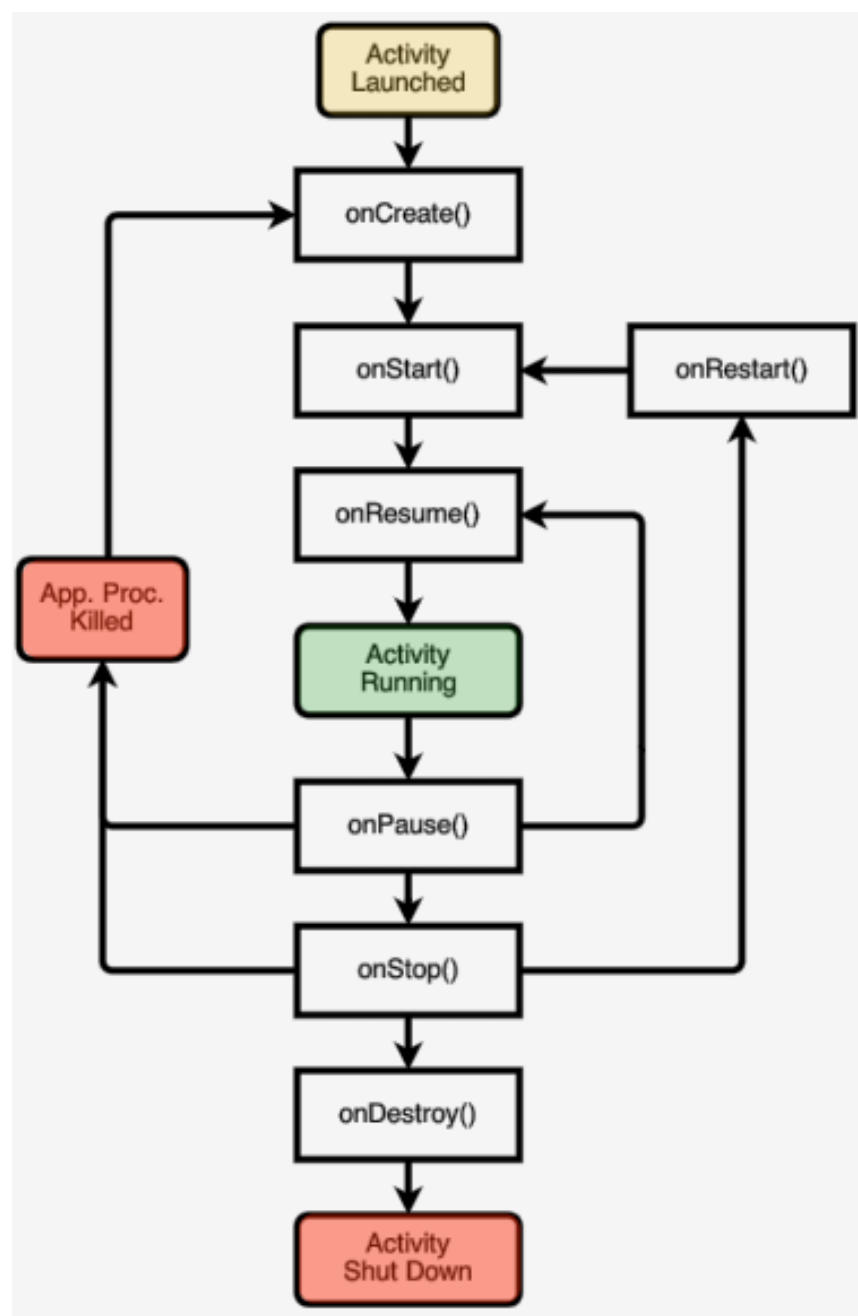 Activity
Launched
onCreate()
onStart()
onRestart()
onResume()
App. Proc.
Killed
Activity
Running
onPause()
onStop()
onDestroy()
Activity
Shut Down